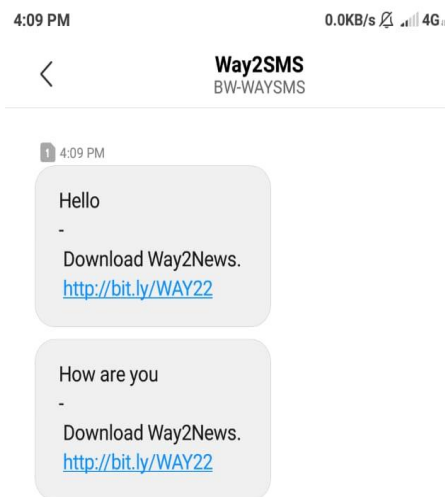 4:09 PM 0.0KB/s 4G
Way2SMS
BW-WAYSMS
1 4:09 PM
Hello
-
Download Way2News.
http://bit.ly/WAY22
How are you
-
Download Way2News.
http://bit.ly/WAY22